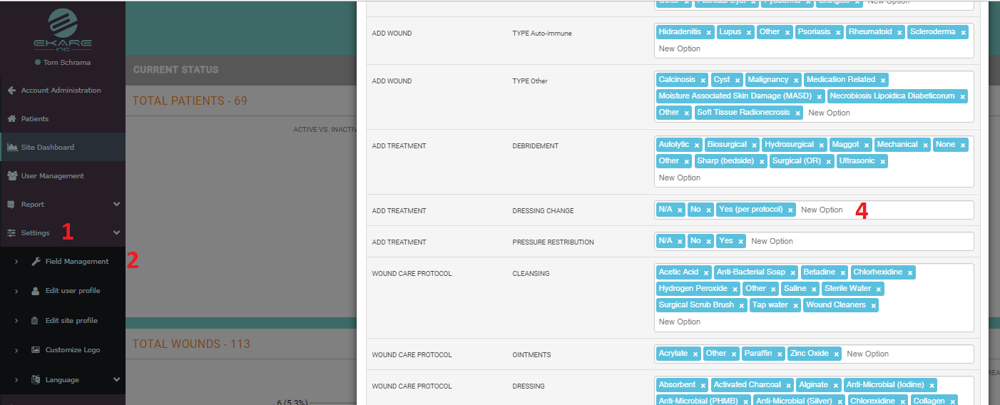 EKARE
INC
Tom Schrama
Account Administration
Patients
Site Dashboard
User Management
Report
Settings 1
Field Management 2
Edit user profile
Edit site profile
Customize Logo
Language
CURRENT STATUS
TOTAL PATIENTS - 69
ACTIVE VS. INACTIV
TOTAL WOUNDS - 113
6 (5.3%)
Other x Pilonidal Cyst x Pyoderma x Shingles x New Option
ADD WOUND TYPE Auto-immune
Hidradenitis x Lupus x Other x Psoriasis x Rheumatoid x Scleroderma x
New Option
ADD WOUND TYPE Other
Calcinosis x Cyst x Malignancy x Medication Related x
Moisture Associated Skin Damage (MASD) x Necrobiosis Lipoidica Diabeticorum x
Other x Soft Tissue Radionecrosis x New Option
ADD TREATMENT DEBRIDEMENT
Autolytic x Biosurgical x Hydrosurgical x Maggot x Mechanical x None x
Other x Sharp (bedside) x Surgical (OR) x Ultrasonic x
New Option
ADD TREATMENT DRESSING CHANGE
N/A x No x Yes (per protocol) x New Option 4
ADD TREATMENT PRESSURE RESTRIBUTION
N/A x No x Yes x New Option
WOUND CARE PROTOCOL CLEANSING
Acetic Acid x Anti-Bacterial Soap x Betadine x Chlorhexidine x
Hydrogen Peroxide x Other x Saline x Sterile Water x
Surgical Scrub Brush x Tap water x Wound Cleaners x
New Option
WOUND CARE PROTOCOL OINTMENTS
Acrylate x Other x Paraffin x Zinc Oxide x New Option
WOUND CARE PROTOCOL DRESSING
Absorbent x Activated Charcoal x Alginate x Anti-Microbial (Iodine) x
Anti-Microbial (PHMB) x Anti-Microbial (Silver) x Chlorexidine x Collagen x
REA